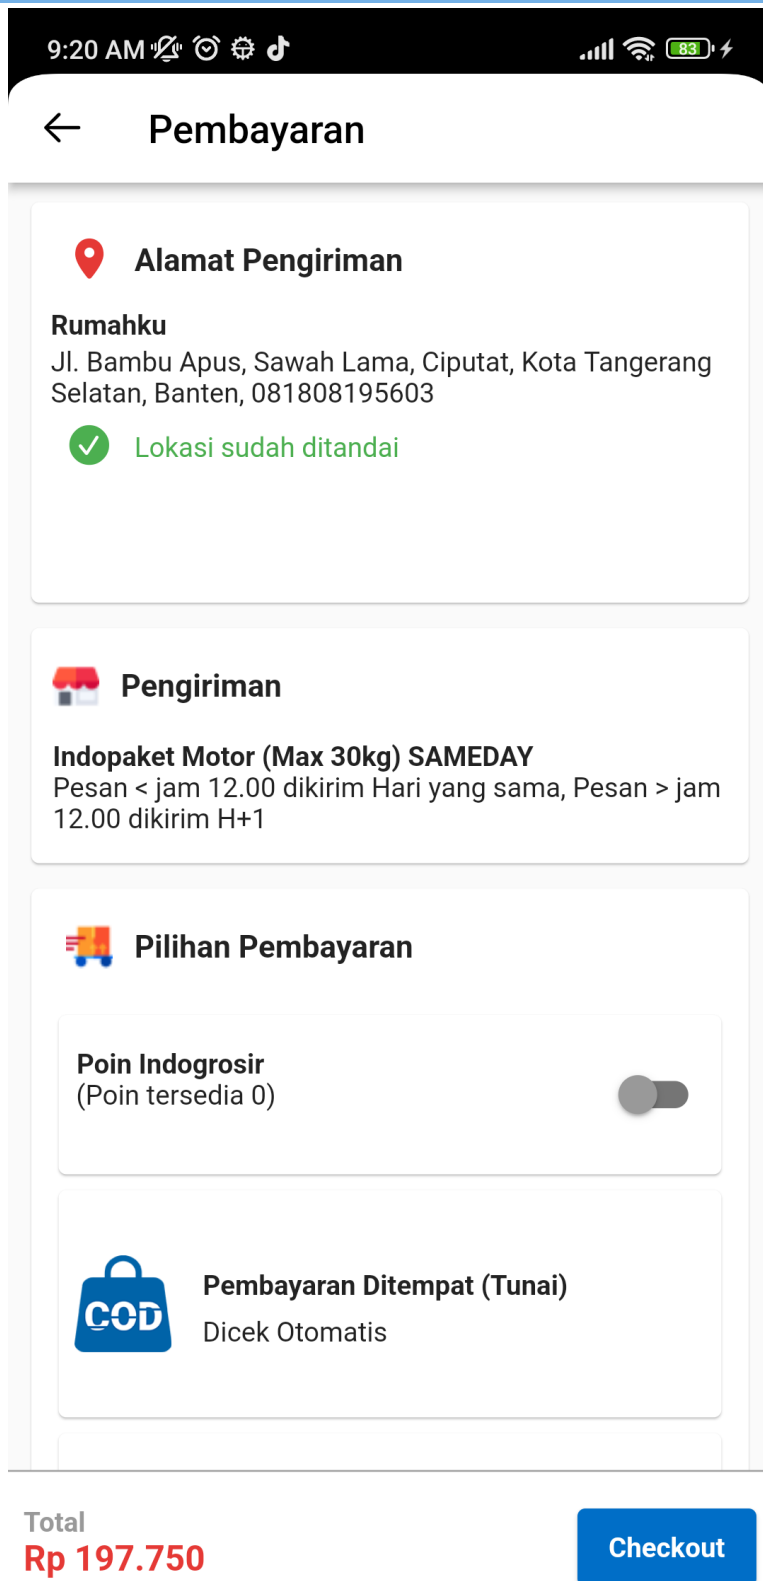 9:20 AM
83
Pembayaran
Alamat Pengiriman
Rumahku
Jl. Bambu Apus, Sawah Lama, Ciputat, Kota Tangerang
Selatan, Banten, 081808195603
Lokasi sudah ditandai
Pengiriman
Indopaket Motor (Max 30kg) SAMEDAY
Pesan < jam 12.00 dikirim Hari yang sama, Pesan > jam
12.00 dikirim H+1
Pilihan Pembayaran
Poin Indogrosir
(Poin tersedia 0)
COD
Pembayaran Ditempat (Tunai)
Dicek Otomatis
Total
Rp 197.750
Checkout